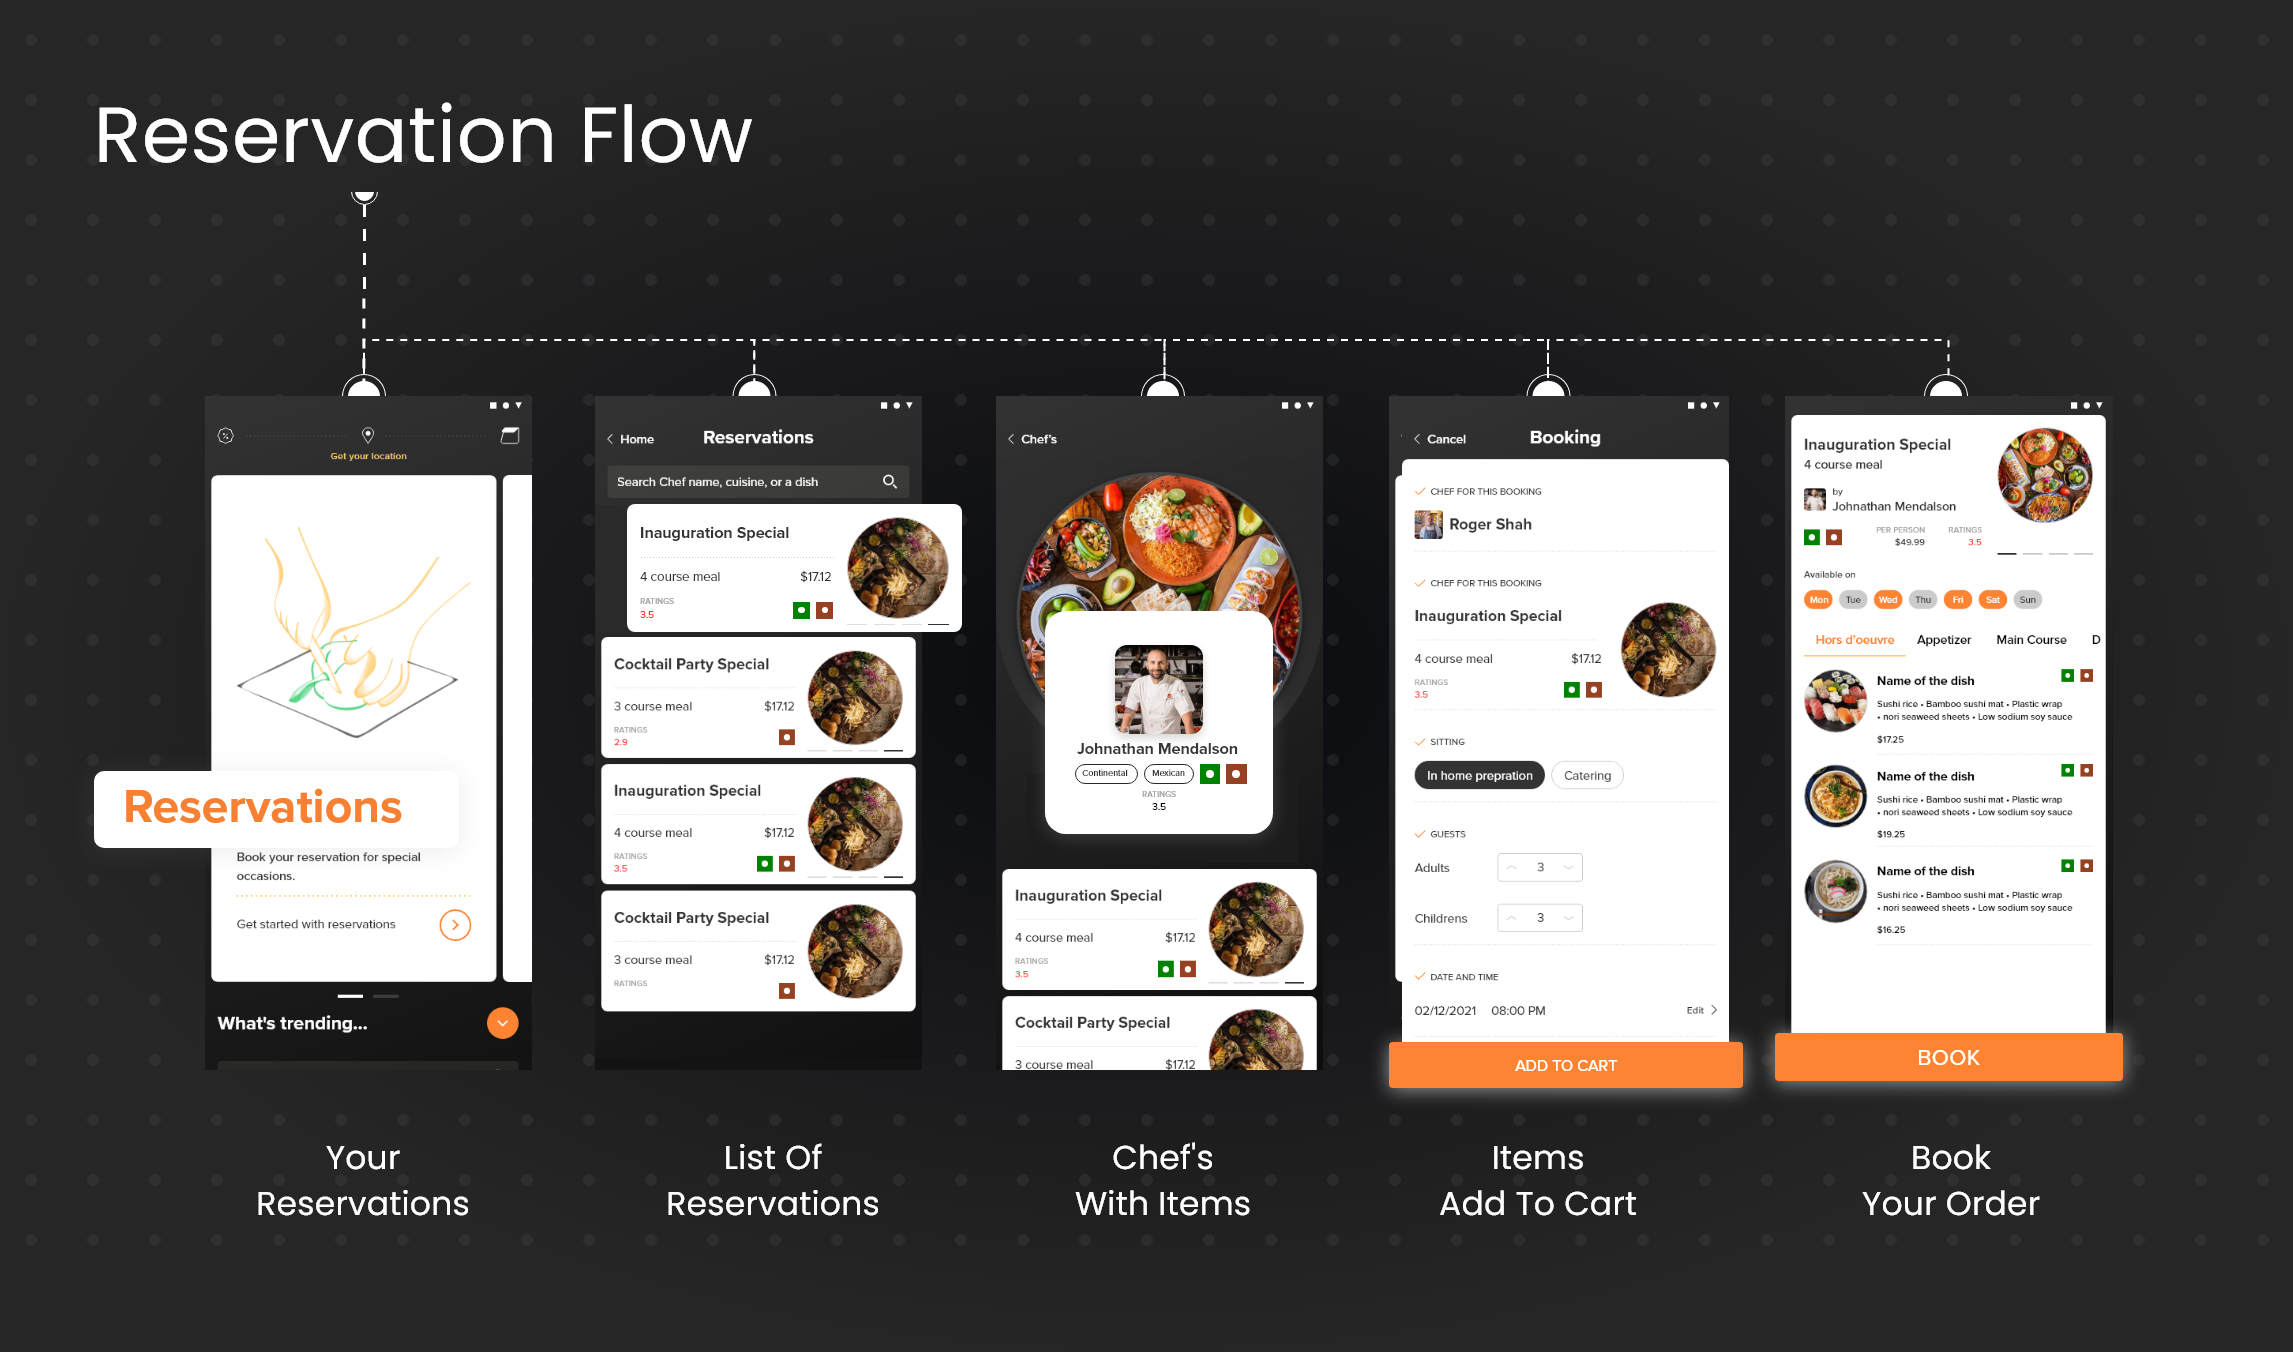 Reservation Flow
Get your location
Reservations
Book your reservation for special
occasions.
Get started with reservations
What's trending...
Your
Reservations
Home
Reservations
Search Chef name, cuisine, or a dish
Inauguration Special
4 course meal
$17.12
RATINGS
3.5
Cocktail Party Special
3 course meal
$17.12
RATINGS
2.9
Inauguration Special
4 course meal
$17.12
RATINGS
3.5
Cocktail Party Special
3 course meal
$17.12
RATINGS
List Of
Reservations
Chef's
Johnathan Mendalson
Continental
Mexican
RATINGS
3.5
Inauguration Special
4 course meal
$17.12
RATINGS
3.5
Cocktail Party Special
3 course meal
$17.12
Chef's
With Items
Cancel
Booking
CHEF FOR THIS BOOKING
Roger Shah
CHEF FOR THIS BOOKING
Inauguration Special
4 course meal
$17.12
RATINGS
3.5
SITTING
In home prepration
Catering
GUESTS
Adults
3
Childrens
3
DATE AND TIME
02/12/2021
08:00 PM
Edit
ADD TO CART
Items
Add To Cart
Inauguration Special
4 course meal
by
Johnathan Mendalson
PER PERSON
$49.99
RATINGS
3.5
Available on
Mon
Tue
Wed
Thu
Fri
Sat
Sun
Hors d'oeuvre
Appetizer
Main Course
D
Name of the dish
Sushi rice • Bamboo sushi mat • Plastic wrap
• nori seaweed sheets • Low sodium soy sauce
$17.25
Name of the dish
Sushi rice • Bamboo sushi mat • Plastic wrap
• nori seaweed sheets • Low sodium soy sauce
$19.25
Name of the dish
Sushi rice • Bamboo sushi mat • Plastic wrap
• nori seaweed sheets • Low sodium soy sauce
$16.25
BOOK
Book
Your Order